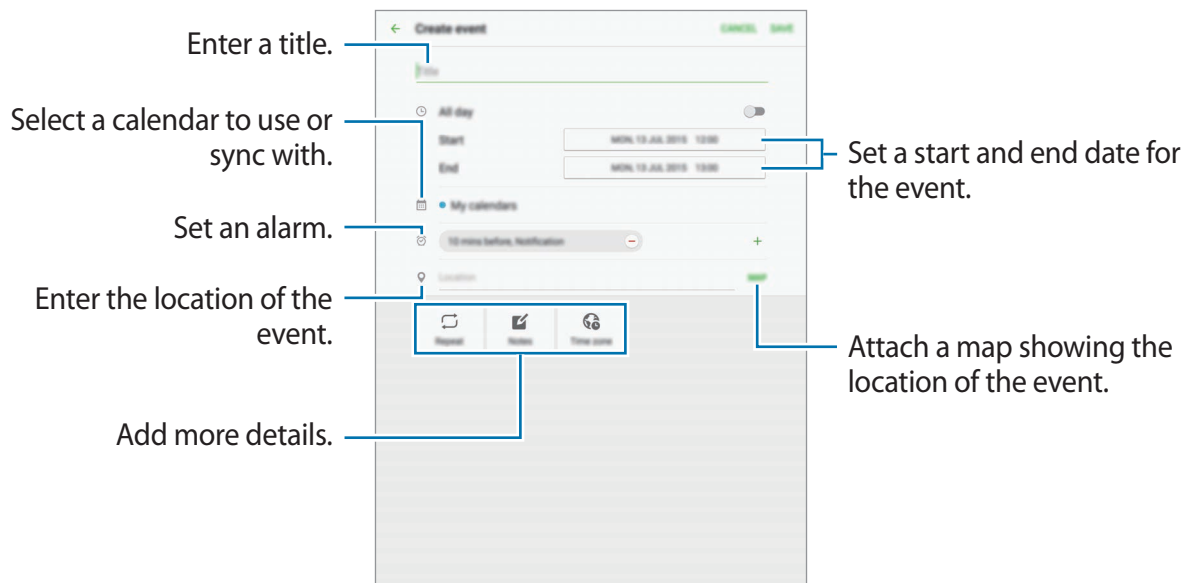 Create event
CANCEL SAVE
Enter a title.
Title
Select a calendar to use or
sync with.
All day
Start MON, 13 JUL 2015 12:00
End MON, 13 JUL 2015 13:00
Set a start and end date for
the event.
My calendars
Set an alarm.
10 mins before, Notification
Enter the location of the
event.
Location
MAP
Repeat
Notes
Time zone
Attach a map showing the
location of the event.
Add more details.